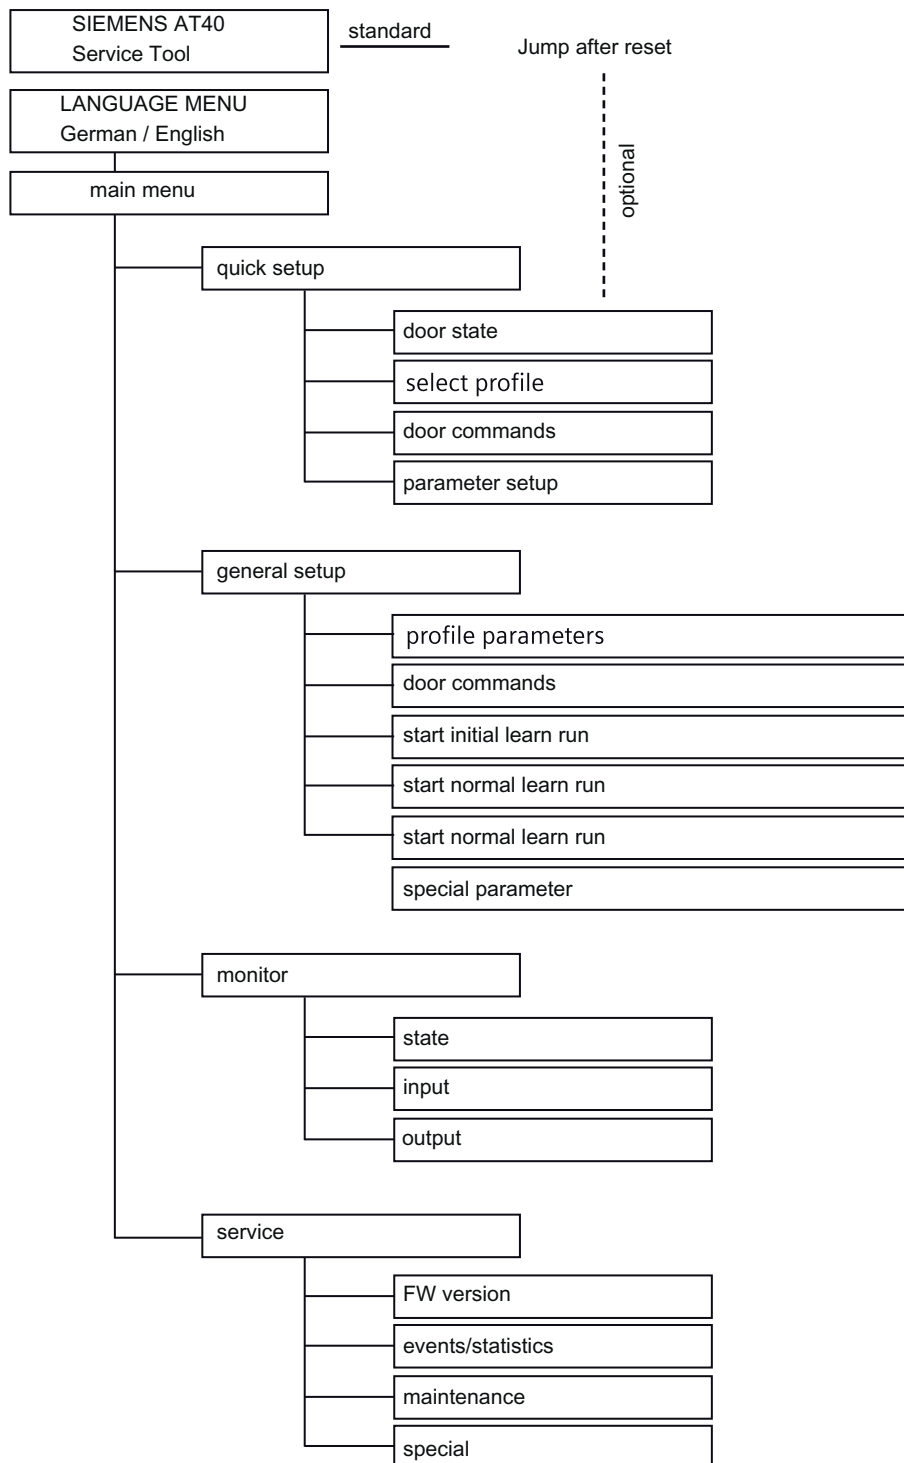 SIEMENS AT40
Service Tool
standard
Jump after reset
LANGUAGE MENU
German / English
optional
main menu
quick setup
door state
select profile
door commands
parameter setup
general setup
profile parameters
door commands
start initial learn run
start normal learn run
start normal learn run
special parameter
monitor
state
input
output
service
FW version
events/statistics
maintenance
special